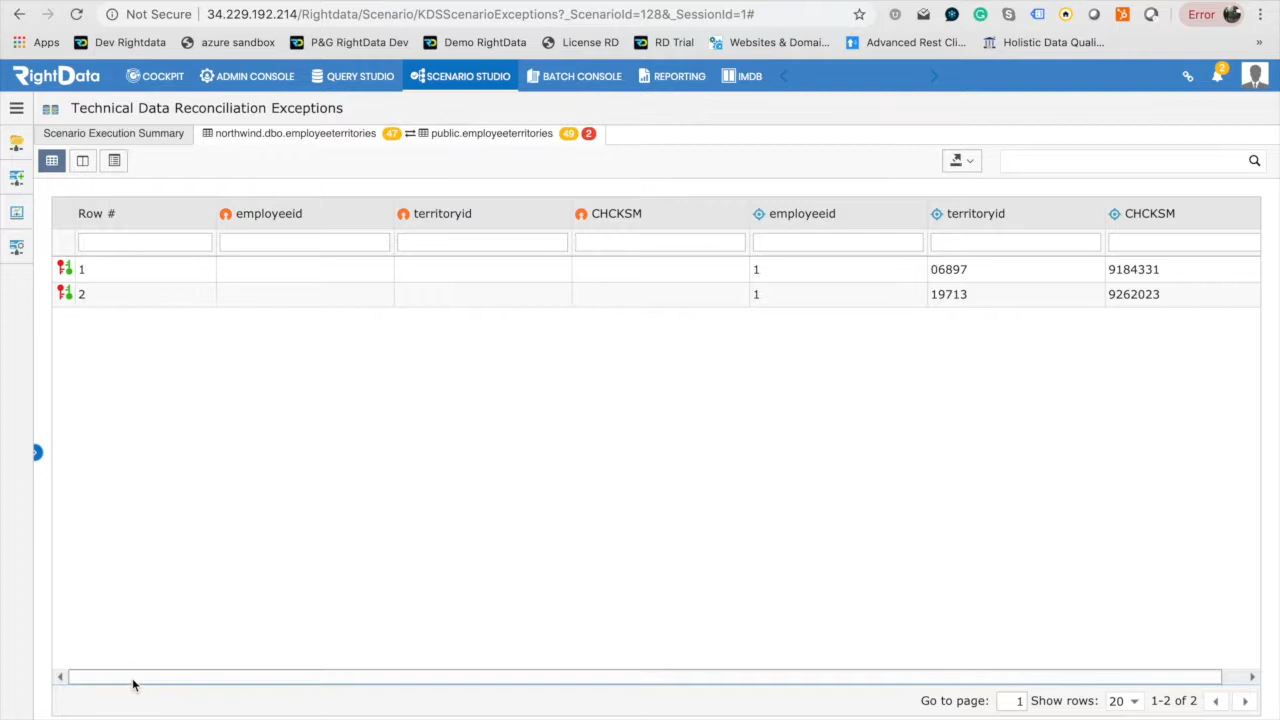 Not Secure 34.229.192.214/Rightdata/Scenario/KDSScenarioExceptions?_ScenarioId=128&_SessionId=1# Error
Apps Dev Rightdata azure sandbox P&G RightData Dev Demo RightData License RD RD Trial Websites & Domai... Advanced Rest Cli... Holistic Data Quali... »
RightData COCKPIT ADMIN CONSOLE QUERY STUDIO SCENARIO STUDIO BATCH CONSOLE REPORTING IMDB 2
Technical Data Reconciliation Exceptions
Scenario Execution Summary northwind.dbo.employeeterritories 47 public.employeeterritories 49 2
Row # employeeid territoryid CHCKSM employeeid territoryid CHCKSM
1 1 06897 9184331
2 1 19713 9262023
Go to page: 1 Show rows: 20 1-2 of 2